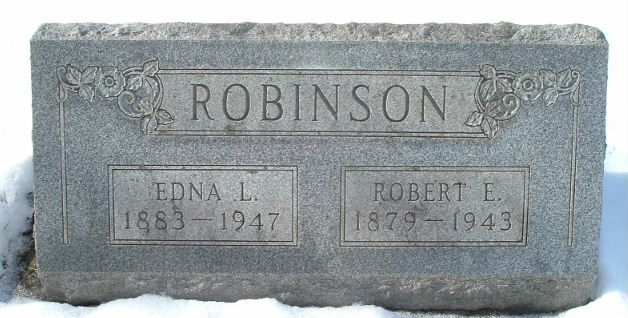 ROBINSON
EDNA L.
1883 — 1947
ROBERT E.
1879 — 1943